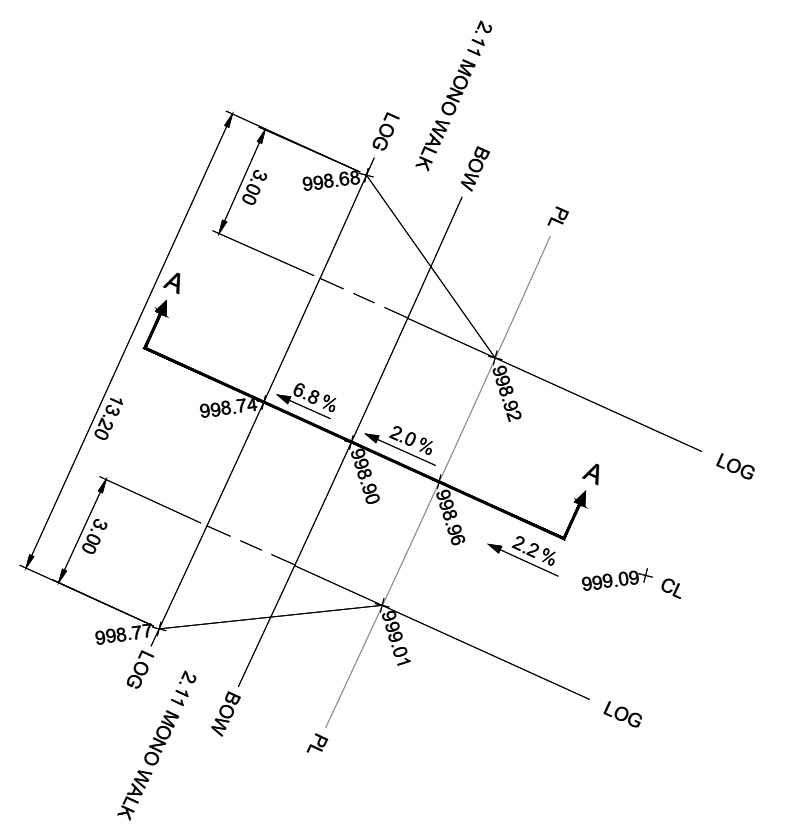 2.11 MONO WALK
LOG
BOW
998.68
3.00
PL
A
6.8%
998.74
2.0%
998.92
13.20
998.90
LOG
A
998.96
2.2%
3.00
999.09
CL
998.77
999.01
LOG
LOG
2.11 MONO WALK
BOW
PL